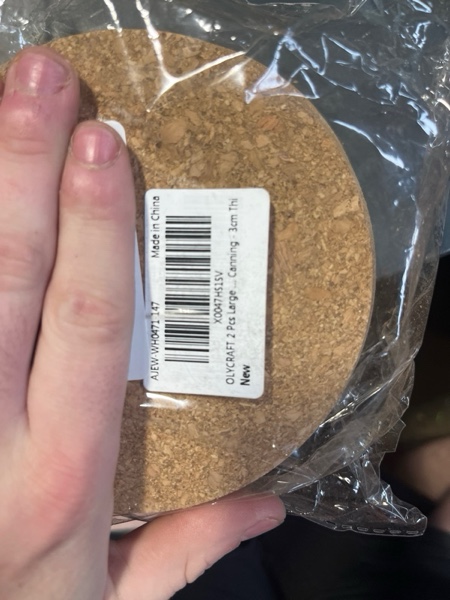 AJEW-WH0471-147 Made in China
X0047HS1SV
OLYCRAFT 2 Pcs Large ... Canning - 3cm Thi
New